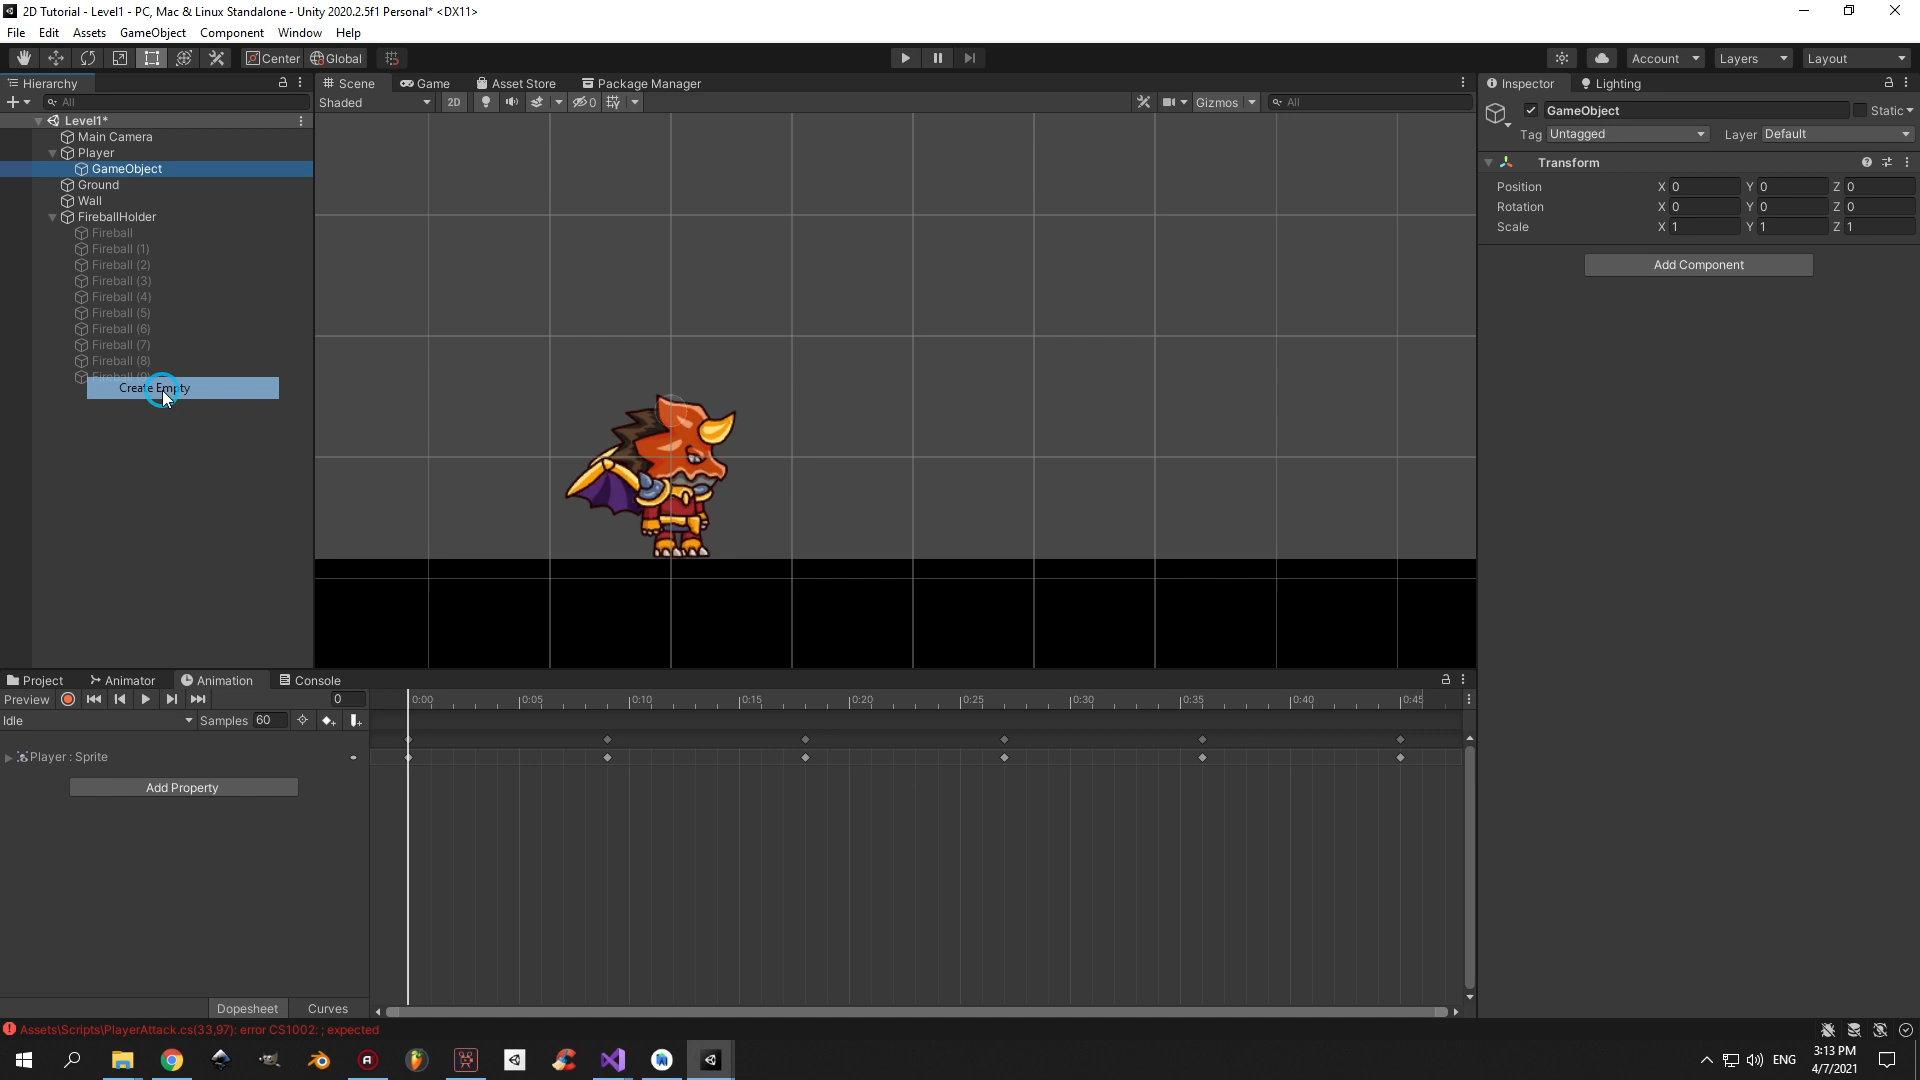 2D Tutorial - Level1 - PC, Mac & Linux Standalone - Unity 2020.2.5f1 Personal* <DX11>
File Edit Assets GameObject Component Window Help
Center Global Account Layers Layout
Hierarchy
All
Level1*
Main Camera
Player
GameObject
Ground
Wall
FireballHolder
Fireball
Fireball (1)
Fireball (2)
Fireball (3)
Fireball (4)
Fireball (5)
Fireball (6)
Fireball (7)
Fireball (8)
Fireball (9)
Create Empty
Scene Game Asset Store Package Manager
Shaded 2D 0 Gizmos All
Inspector Lighting
GameObject Static
Tag Untagged Layer Default
Transform
Position X 0 Y 0 Z 0
Rotation X 0 Y 0 Z 0
Scale X 1 Y 1 Z 1
Add Component
Project Animator Animation Console
Preview 0 0:00 0:05 0:10 0:15 0:20 0:25 0:30 0:35 0:40 0:45
Idle Samples 60
Player : Sprite
Add Property
Dopesheet Curves
Assets\Scripts\PlayerAttack.cs(33,97): error CS1002: ; expected
ENG
3:13 PM
4/7/2021